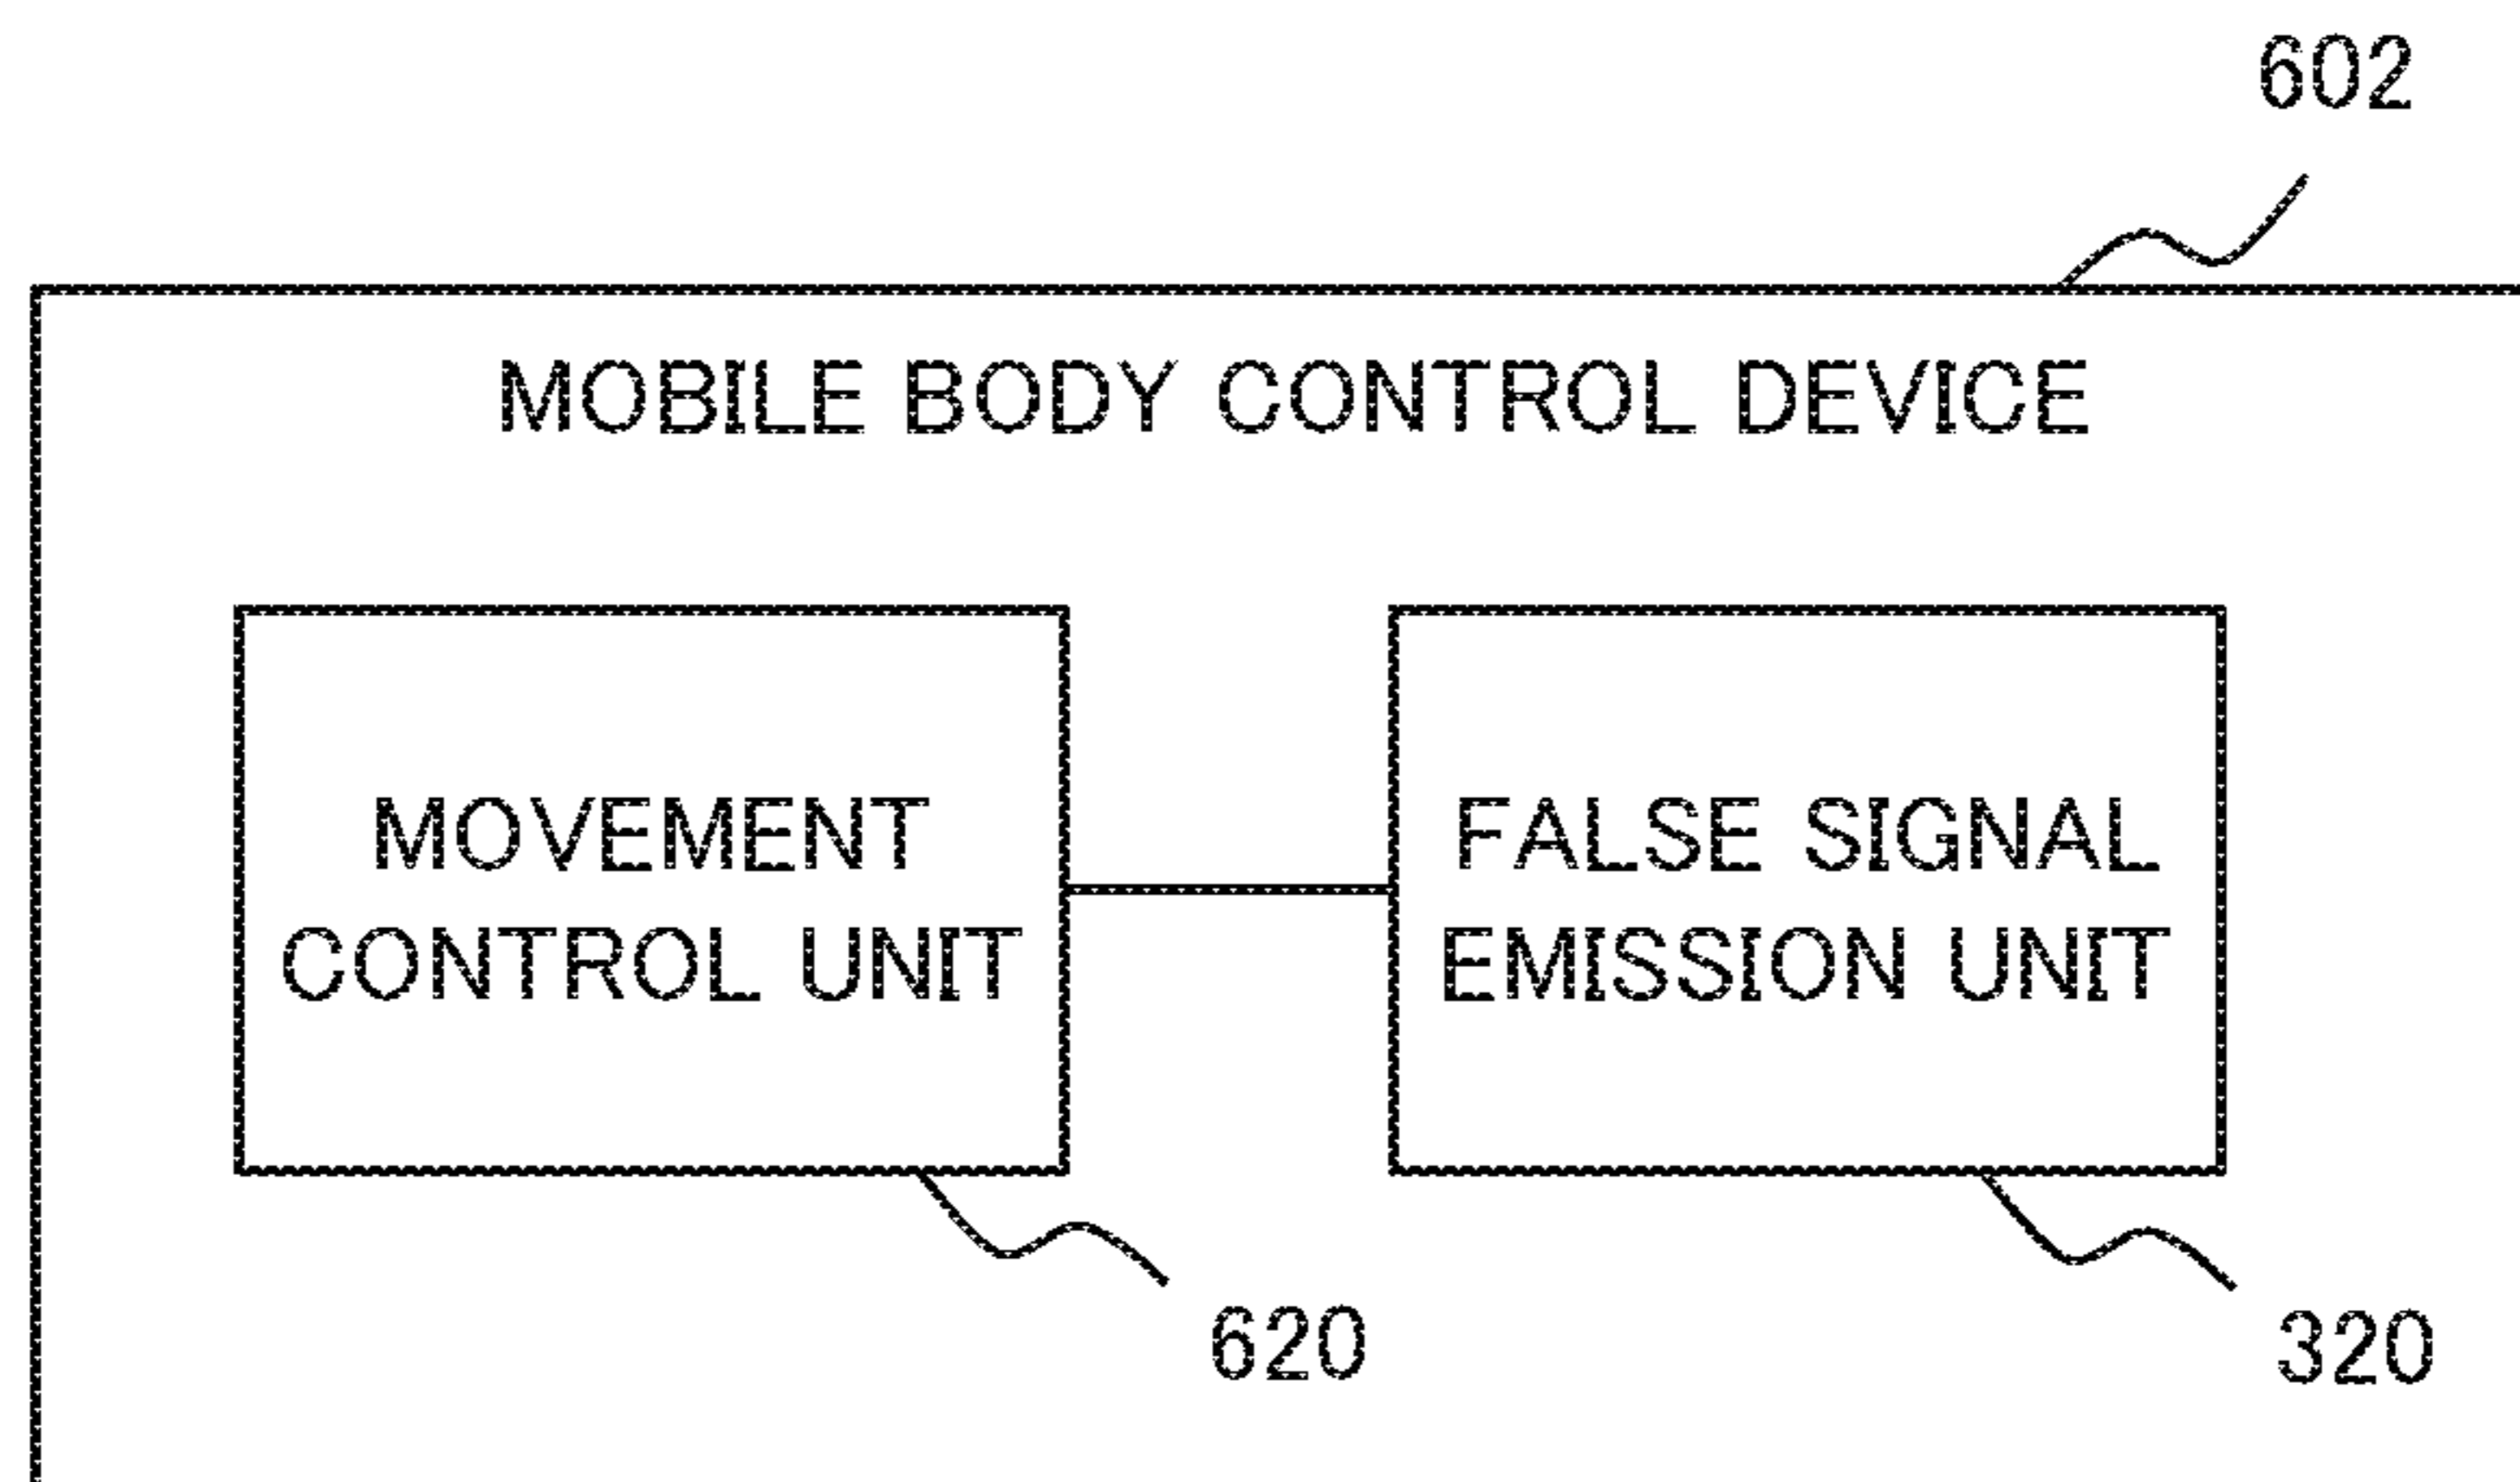 602
MOBILE BODY CONTROL DEVICE
MOVEMENT
CONTROL UNIT
FALSE SIGNAL
EMISSION UNIT
620
320